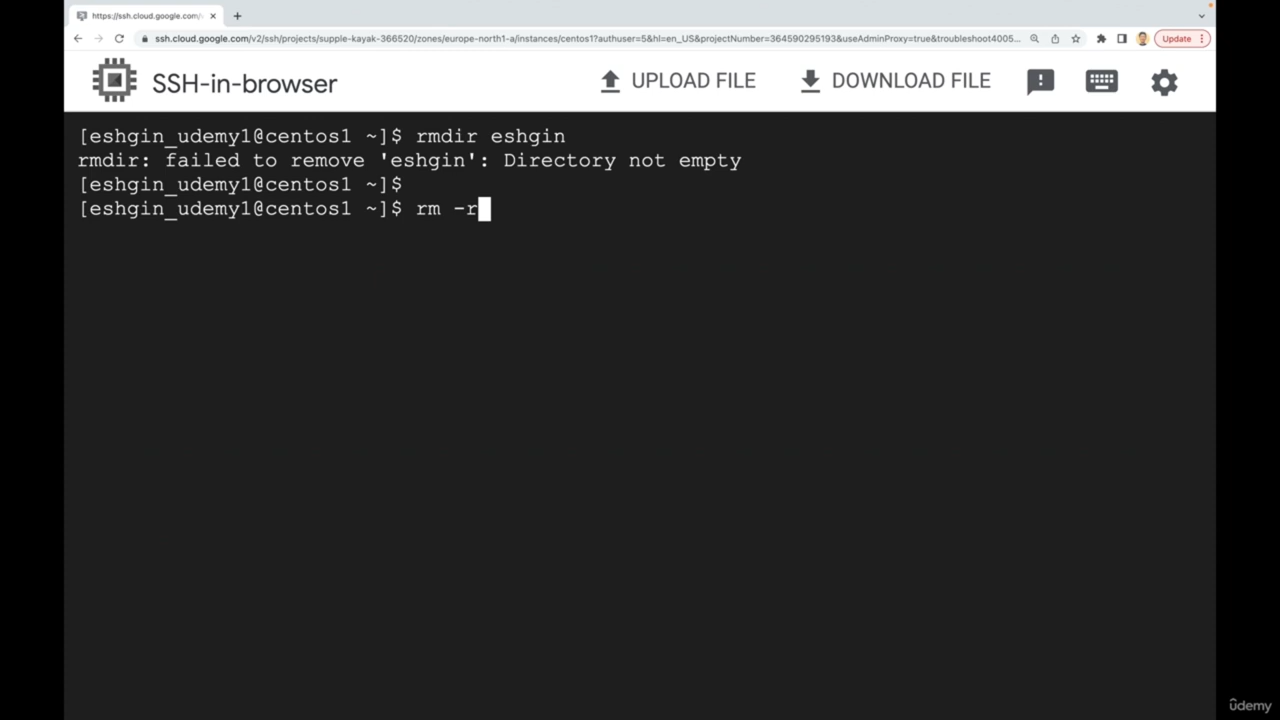 https://ssh.cloud.google.com/v
ssh.cloud.google.com/v2/ssh/projects/supple-kayak-366520/zones/europe-north1-a/instances/centos1?authuser=5&hl=en_US&projectNumber=364590295193&useAdminProxy=true&troubleshoot4005...
Update
SSH-in-browser
UPLOAD FILE
DOWNLOAD FILE
[eshgin_udemy1@centos1 ~]$ rmdir eshgin
rmdir: failed to remove 'eshgin': Directory not empty
[eshgin_udemy1@centos1 ~]$
[eshgin_udemy1@centos1 ~]$ rm -r
ûdemy